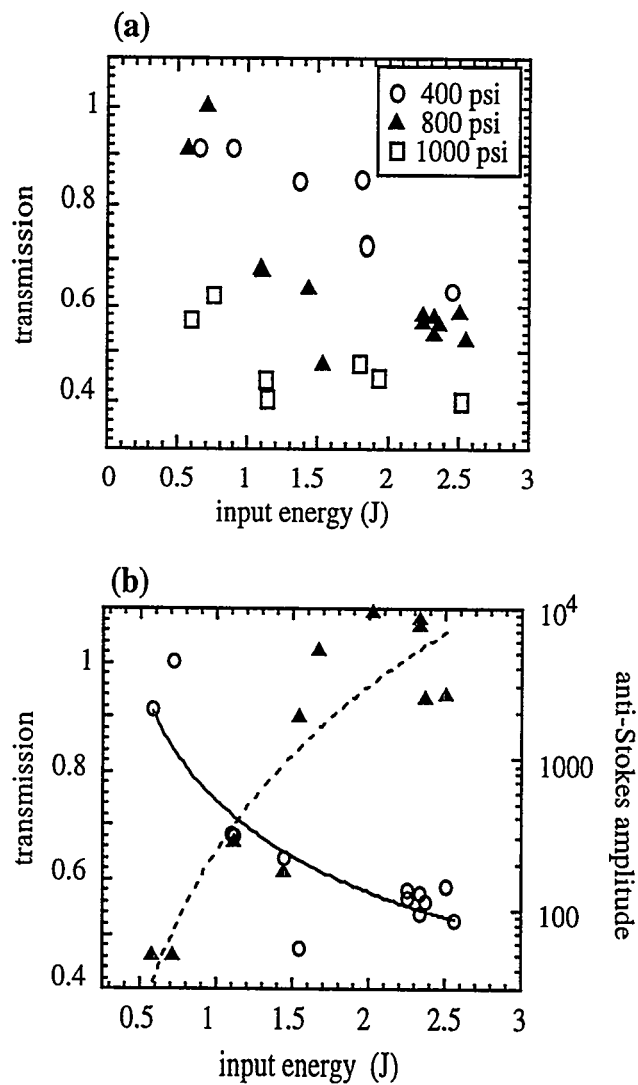 (a)
400 psi
800 psi
1000 psi
1
0.8
0.6
0.4
transmission
0 0.5 1 1.5 2 2.5 3
input energy (J)
(b)
1
0.8
0.6
0.4
transmission
10^4
1000
100
anti-Stokes amplitude
0.5 1 1.5 2 2.5 3
input energy (J)